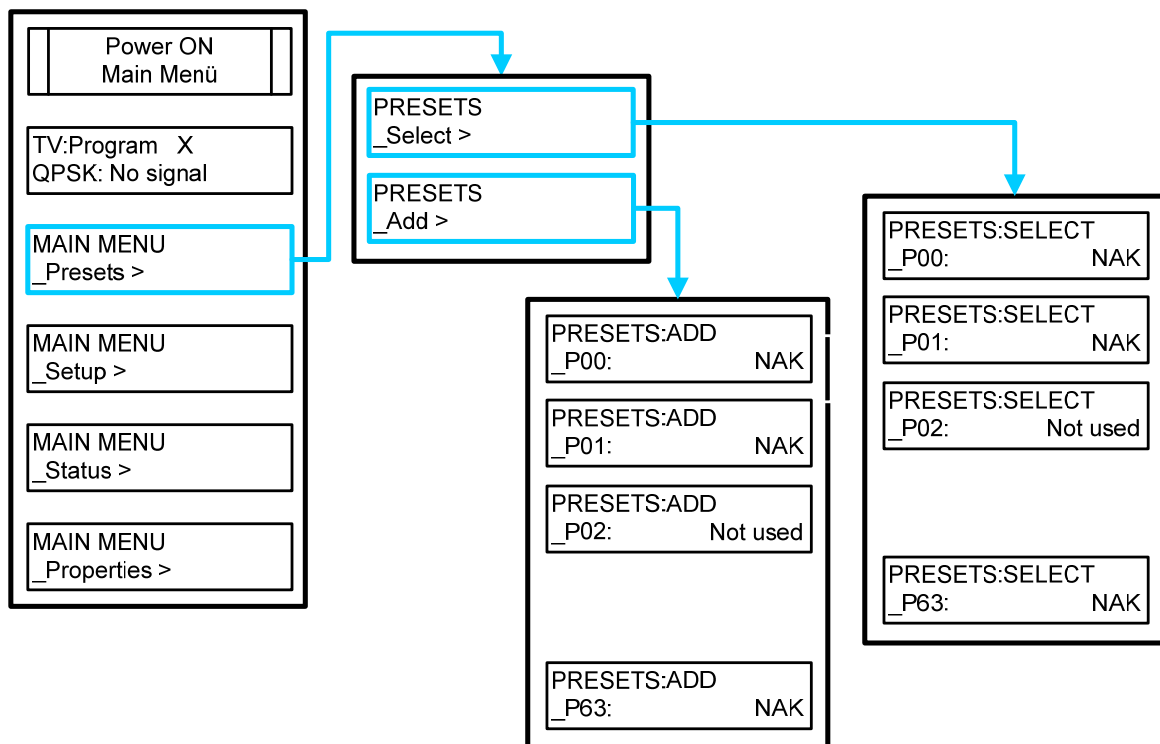 Power ON
Main Menü
TV:Program X
QPSK: No signal
MAIN MENU
_Presets >
MAIN MENU
_Setup >
MAIN MENU
_Status >
MAIN MENU
_Properties >
PRESETS
_Select >
PRESETS
_Add >
PRESETS:ADD
_P00: NAK
PRESETS:ADD
_P01: NAK
PRESETS:ADD
_P02: Not used
PRESETS:ADD
_P63: NAK
PRESETS:SELECT
_P00: NAK
PRESETS:SELECT
_P01: NAK
PRESETS:SELECT
_P02: Not used
PRESETS:SELECT
_P63: NAK